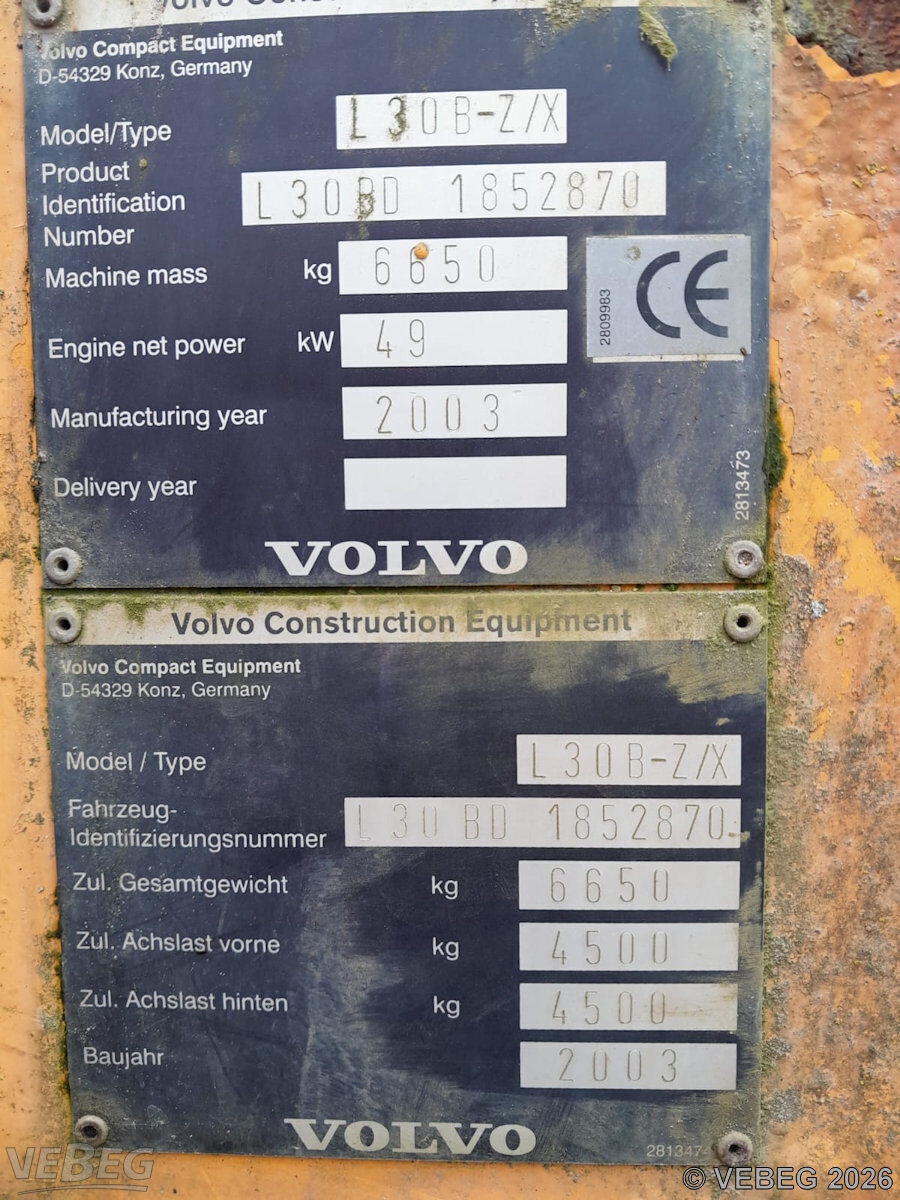 Volvo Compact Equipment
D-54329 Konz, Germany
Model/Type L30B-Z/X
Product
Identification L30BD 1852870
Number
Machine mass kg 6650
CE
2809983
Engine net power kW 49
Manufacturing year 2003
Delivery year
2813473
VOLVO
Volvo Construction Equipment
Volvo Compact Equipment
D-54329 Konz, Germany
Model / Type L30B-Z/X
Fahrzeug-
Identifizierungsnummer L30BD 1852870
Zul. Gesamtgewicht kg 6650
Zul. Achslast vorne kg 4500
Zul. Achslast hinten kg 4500
Baujahr 2003
VOLVO
281347
VEBEG
© VEBEG 2026